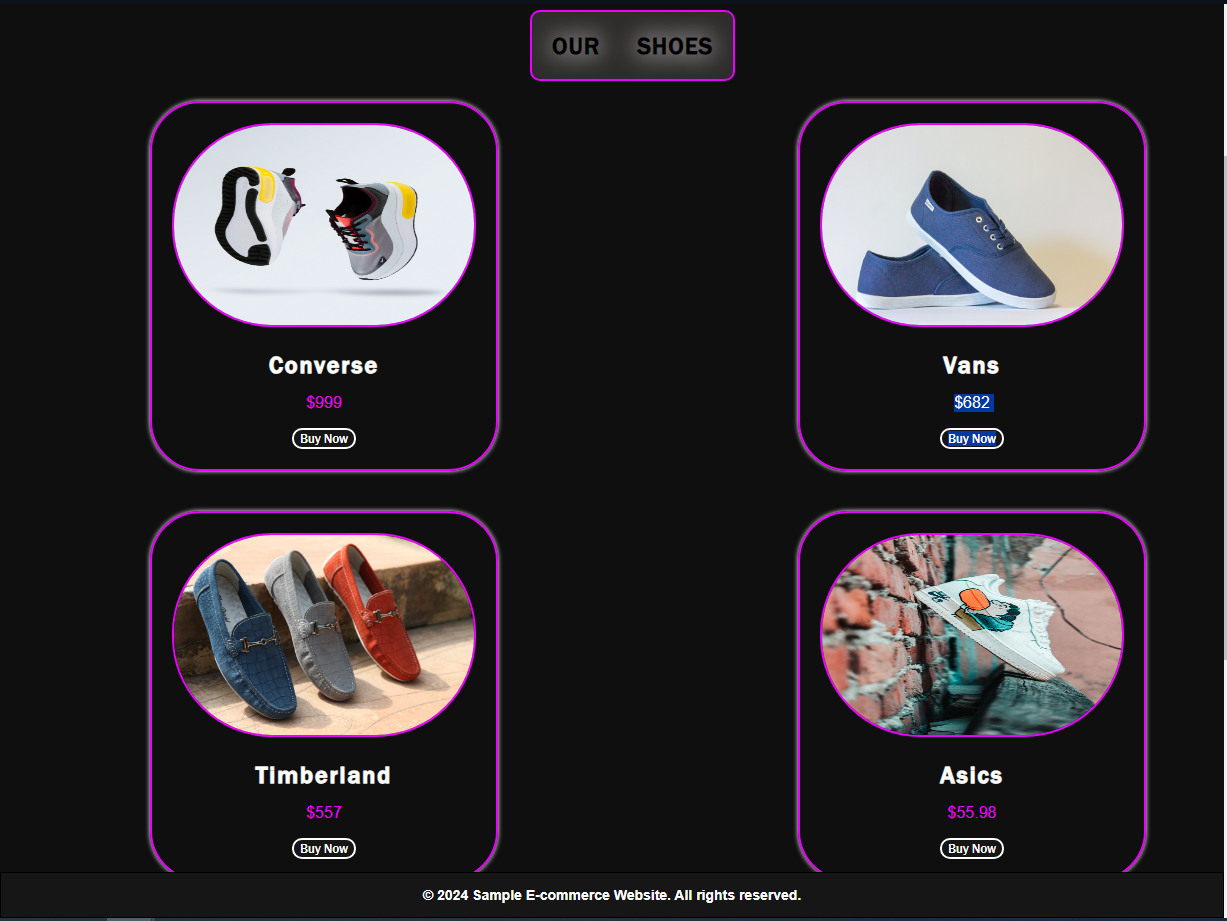 OUR SHOES
Converse
$999
Buy Now
Vans
$682
Buy Now
Timberland
$557
Buy Now
Asics
$55.98
Buy Now
© 2024 Sample E-commerce Website. All rights reserved.